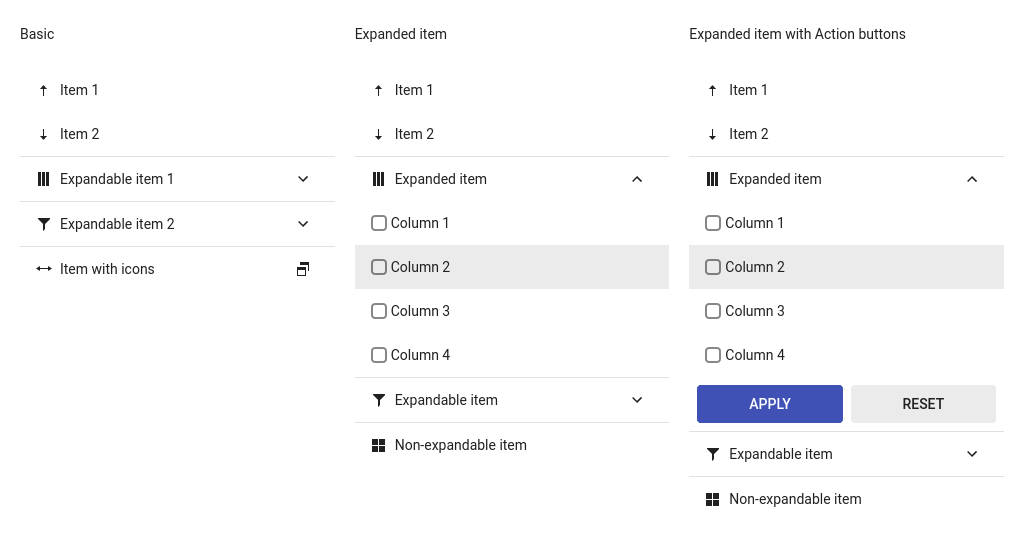 Basic
Item 1
Item 2
Expandable item 1
Expandable item 2
Item with icons
Expanded item
Item 1
Item 2
Expanded item
Column 1
Column 2
Column 3
Column 4
Expandable item
Non-expandable item
Expanded item with Action buttons
Item 1
Item 2
Expanded item
Column 1
Column 2
Column 3
Column 4
APPLY
RESET
Expandable item
Non-expandable item